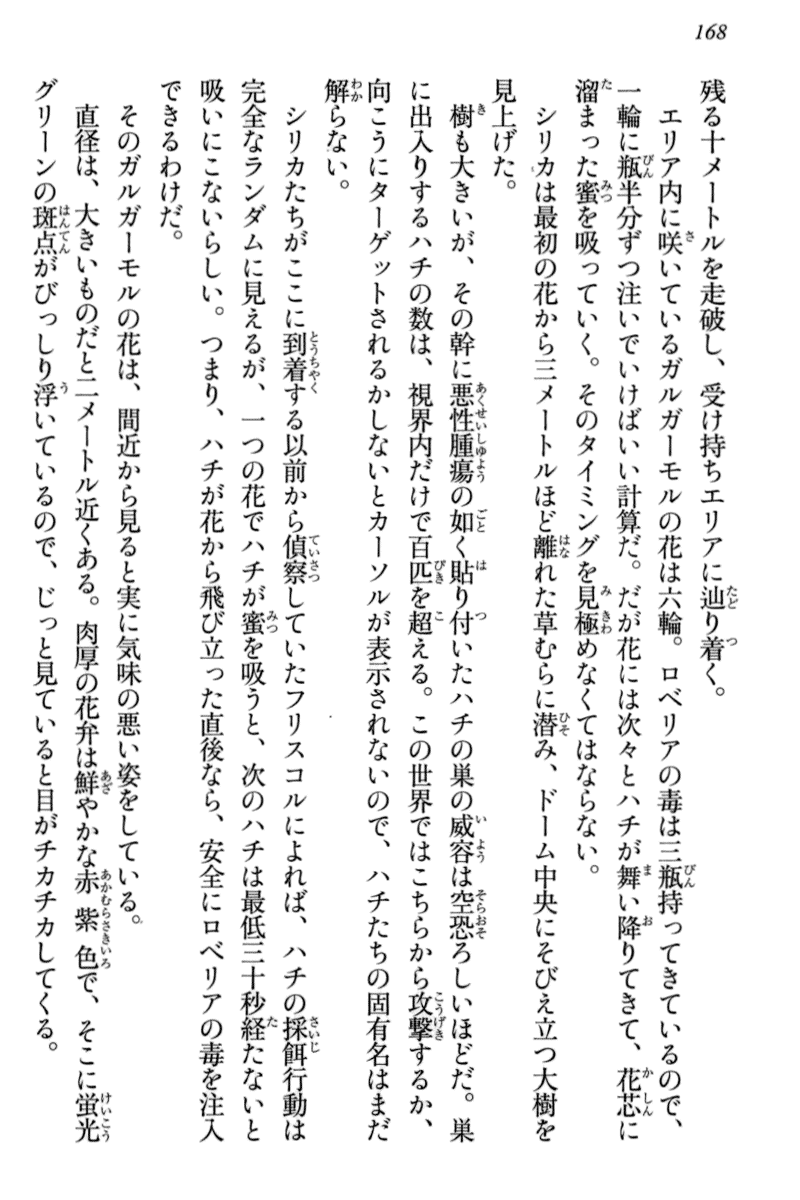 168
残る十メートルを走破し、受け持ちエリアに辿り着く。
エリア内に咲いているガルガーモルの花は六輪。ロベリアの毒は三瓶持ってきているので、
一輪に瓶半分ずつ注いでいけばいい計算だ。だが花には次々とハチが舞い降りてきて、花芯に
溜まった蜜を吸っていく。そのタイミングを見極めなくてはならない。
シリカは最初の花から三メートルほど離れた草むらに潜み、ドーム中央にそびえ立つ大樹を
見上げた。
樹も大きいが、その幹に悪性腫瘍の如く貼り付いたハチの巣の威容は空恐ろしいほどだ。巣
に出入りするハチの数は、視界内だけで百匹を超える。この世界ではこちらから攻撃するか、
向こうにターゲットされるかしないとカーソルが表示されないので、ハチたちの固有名はまだ
解らない。
シリカたちがここに到着する以前から偵察していたフリスコルによれば、ハチの採餌行動は
完全なランダムに見えるが、一つの花でハチが蜜を吸うと、次のハチは最低三十秒経たないと
吸いにこないらしい。つまり、ハチが花から飛び立った直後なら、安全にロベリアの毒を注入
できるわけだ。
そのガルガーモルの花は、間近から見ると実に気味の悪い姿をしている。
直径は、大きいものだと二メートル近くある。肉厚の花弁は鮮やかな赤紫色で、そこに蛍光
グリーンの斑点がびっしり浮いているので、じっと見ていると目がチカチカしてくる。